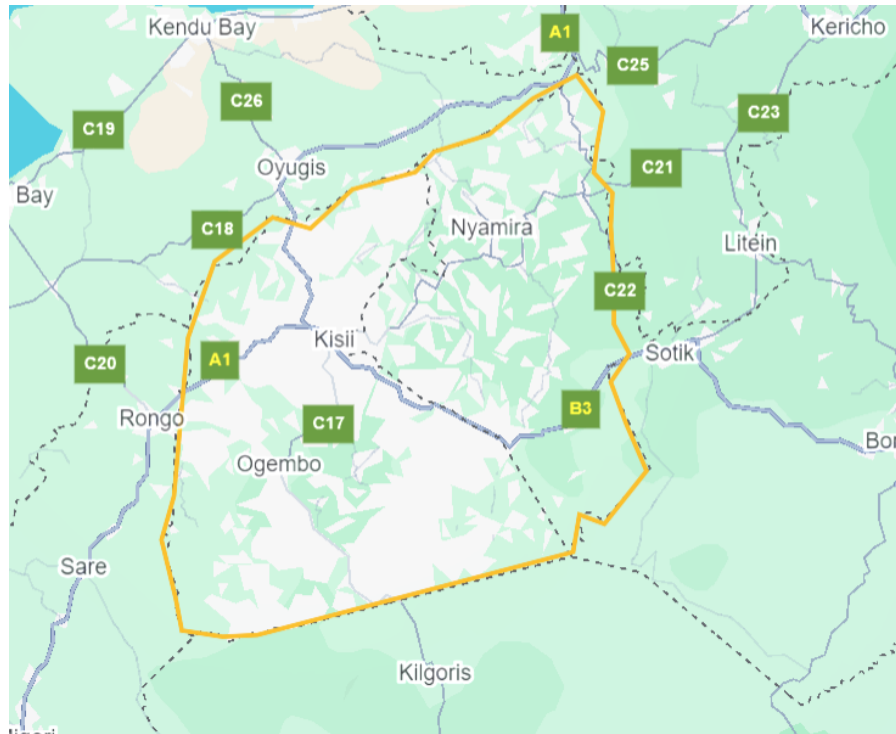 Kendu Bay
A1
Kericho
C25
C26
C23
C19
Oyugis
C21
Bay
Nyamira
C18
Litein
C22
Kisii
Sotik
A1
C20
B3
Rongo
C17
Bor
Ogembo
Sare
Kilgoris